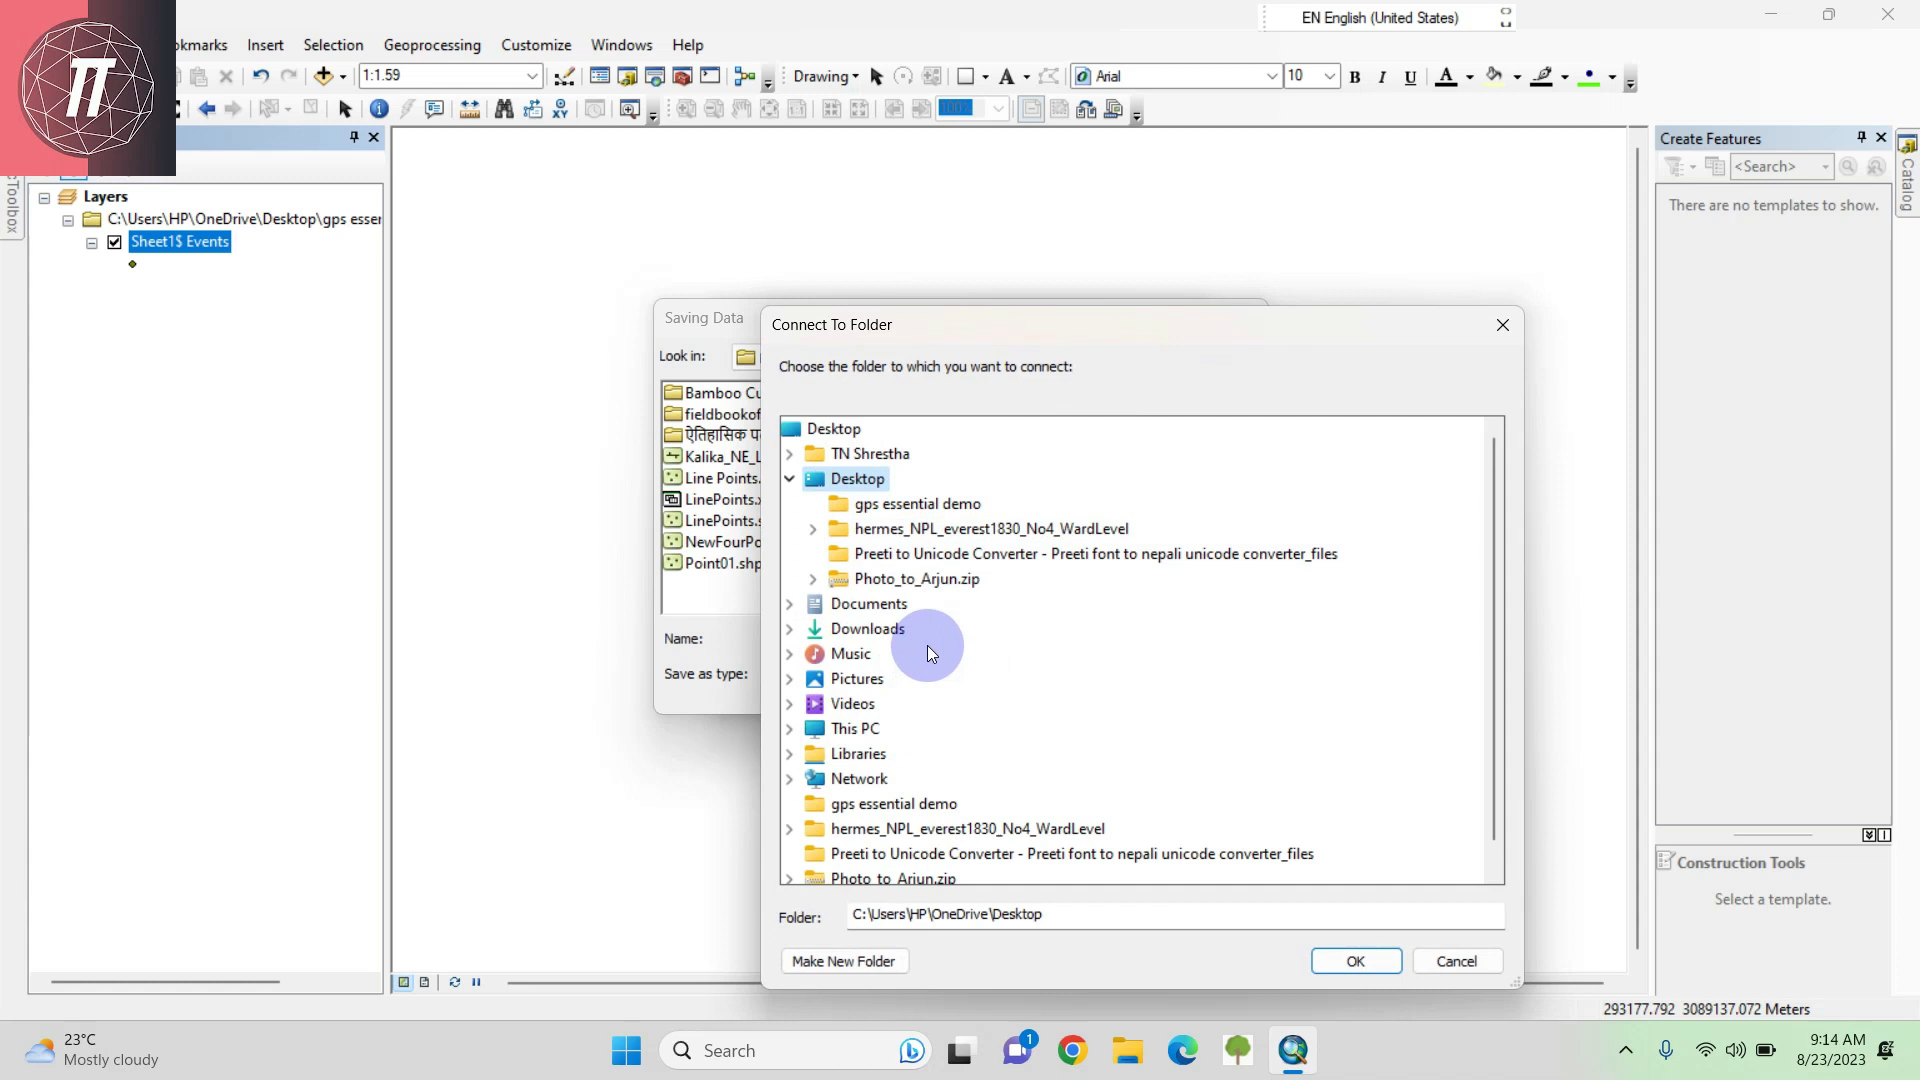 EN English (United States)
okmarks Insert Selection Geoprocessing Customize Windows Help
1:1.59
Drawing
A
Arial
10
B I U A
100%
Layers
C:\Users\HP\OneDrive\Desktop\gps esser
Sheet1$ Events
Create Features
<Search>
There are no templates to show.
Catalog
cToolbox
Saving Data
Look in:
Bamboo Cu
fieldbookof
ऐतिहासिक
Kalika_NE_L
Line Points.
LinePoints.
LinePoints.s
NewFourPo
Point01.shp
Name:
Save as type:
Connect To Folder
Choose the folder to which you want to connect:
Desktop
TN Shrestha
Desktop
gps essential demo
hermes_NPL_everest1830_No4_WardLevel
Preeti to Unicode Converter - Preeti font to nepali unicode converter_files
Photo_to_Arjun.zip
Documents
Downloads
Music
Pictures
Videos
This PC
Libraries
Network
gps essential demo
hermes_NPL_everest1830_No4_WardLevel
Preeti to Unicode Converter - Preeti font to nepali unicode converter_files
Photo_to_Arjun.zip
Folder: C:\Users\HP\OneDrive\Desktop
Make New Folder
OK
Cancel
Construction Tools
Select a template.
293177.792 3089137.072 Meters
23°C
Mostly cloudy
Search
1
9:14 AM
8/23/2023